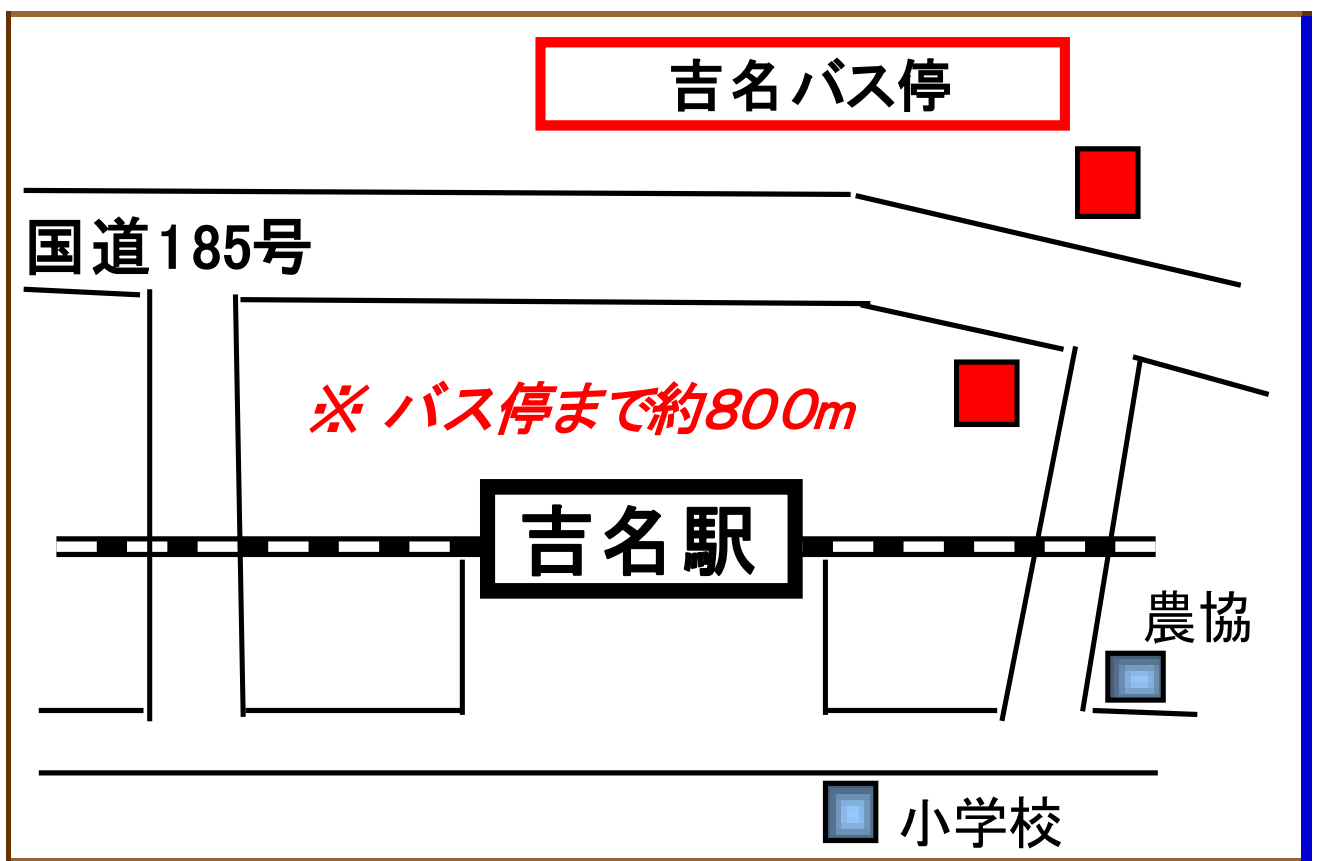 吉名バス停
国道185号
※ バス停まで約800m
吉名駅
農協
小学校